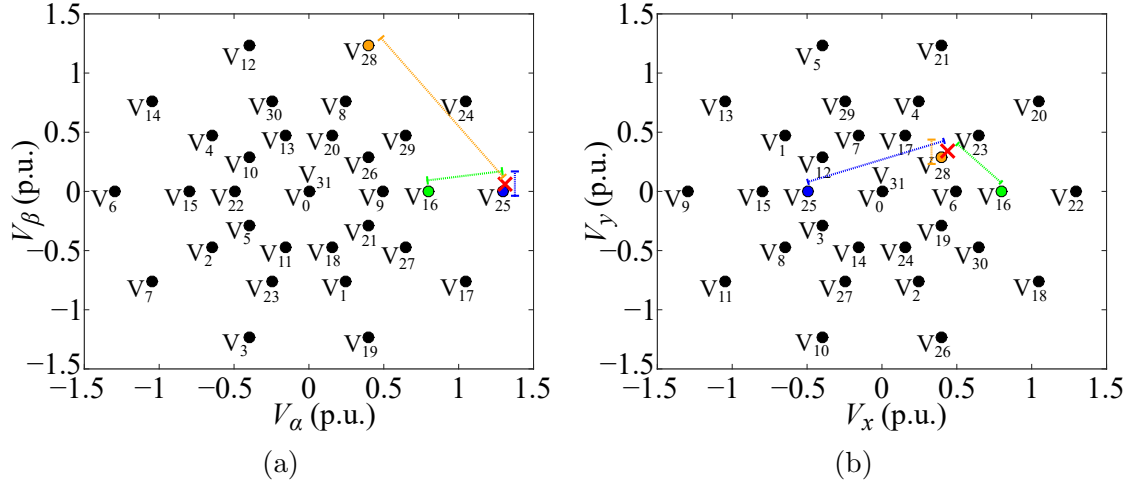 1.5
1
0.5
0
−0.5
−1
−1.5
V28
V12
V14
V30
V8
V24
V4
V13
V20
V29
V10
V26
V31
V6
V15
V22
V0
V9
V16
V25
V5
V21
V2
V11
V18
V27
V7
V23
V1
V17
V3
V19
−1.5 −1 −0.5 0 0.5 1 1.5
Vβ (p.u.)
Vα (p.u.)
(a)
1.5
1
0.5
0
−0.5
−1
−1.5
V5
V21
V13
V29
V4
V20
V1
V7
V17
V23
V12
V28
V31
V9
V15
V25
V0
V6
V16
V22
V3
V19
V8
V14
V24
V30
V11
V27
V2
V18
V10
V26
−1.5 −1 −0.5 0 0.5 1 1.5
Vy (p.u.)
Vx (p.u.)
(b)